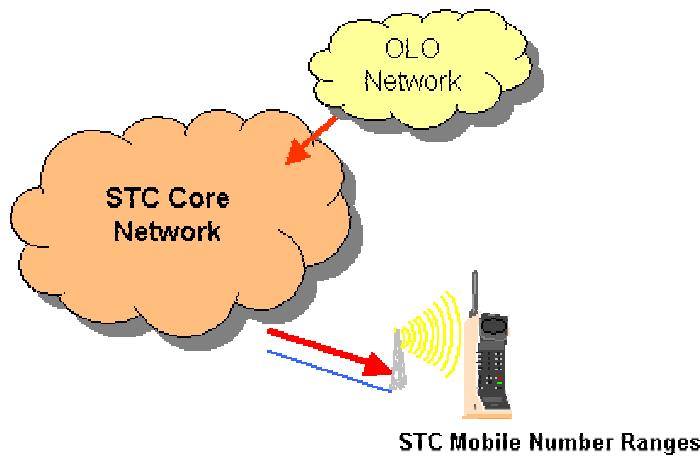 OLO
Network
STC Core
Network
STC Mobile Number Ranges